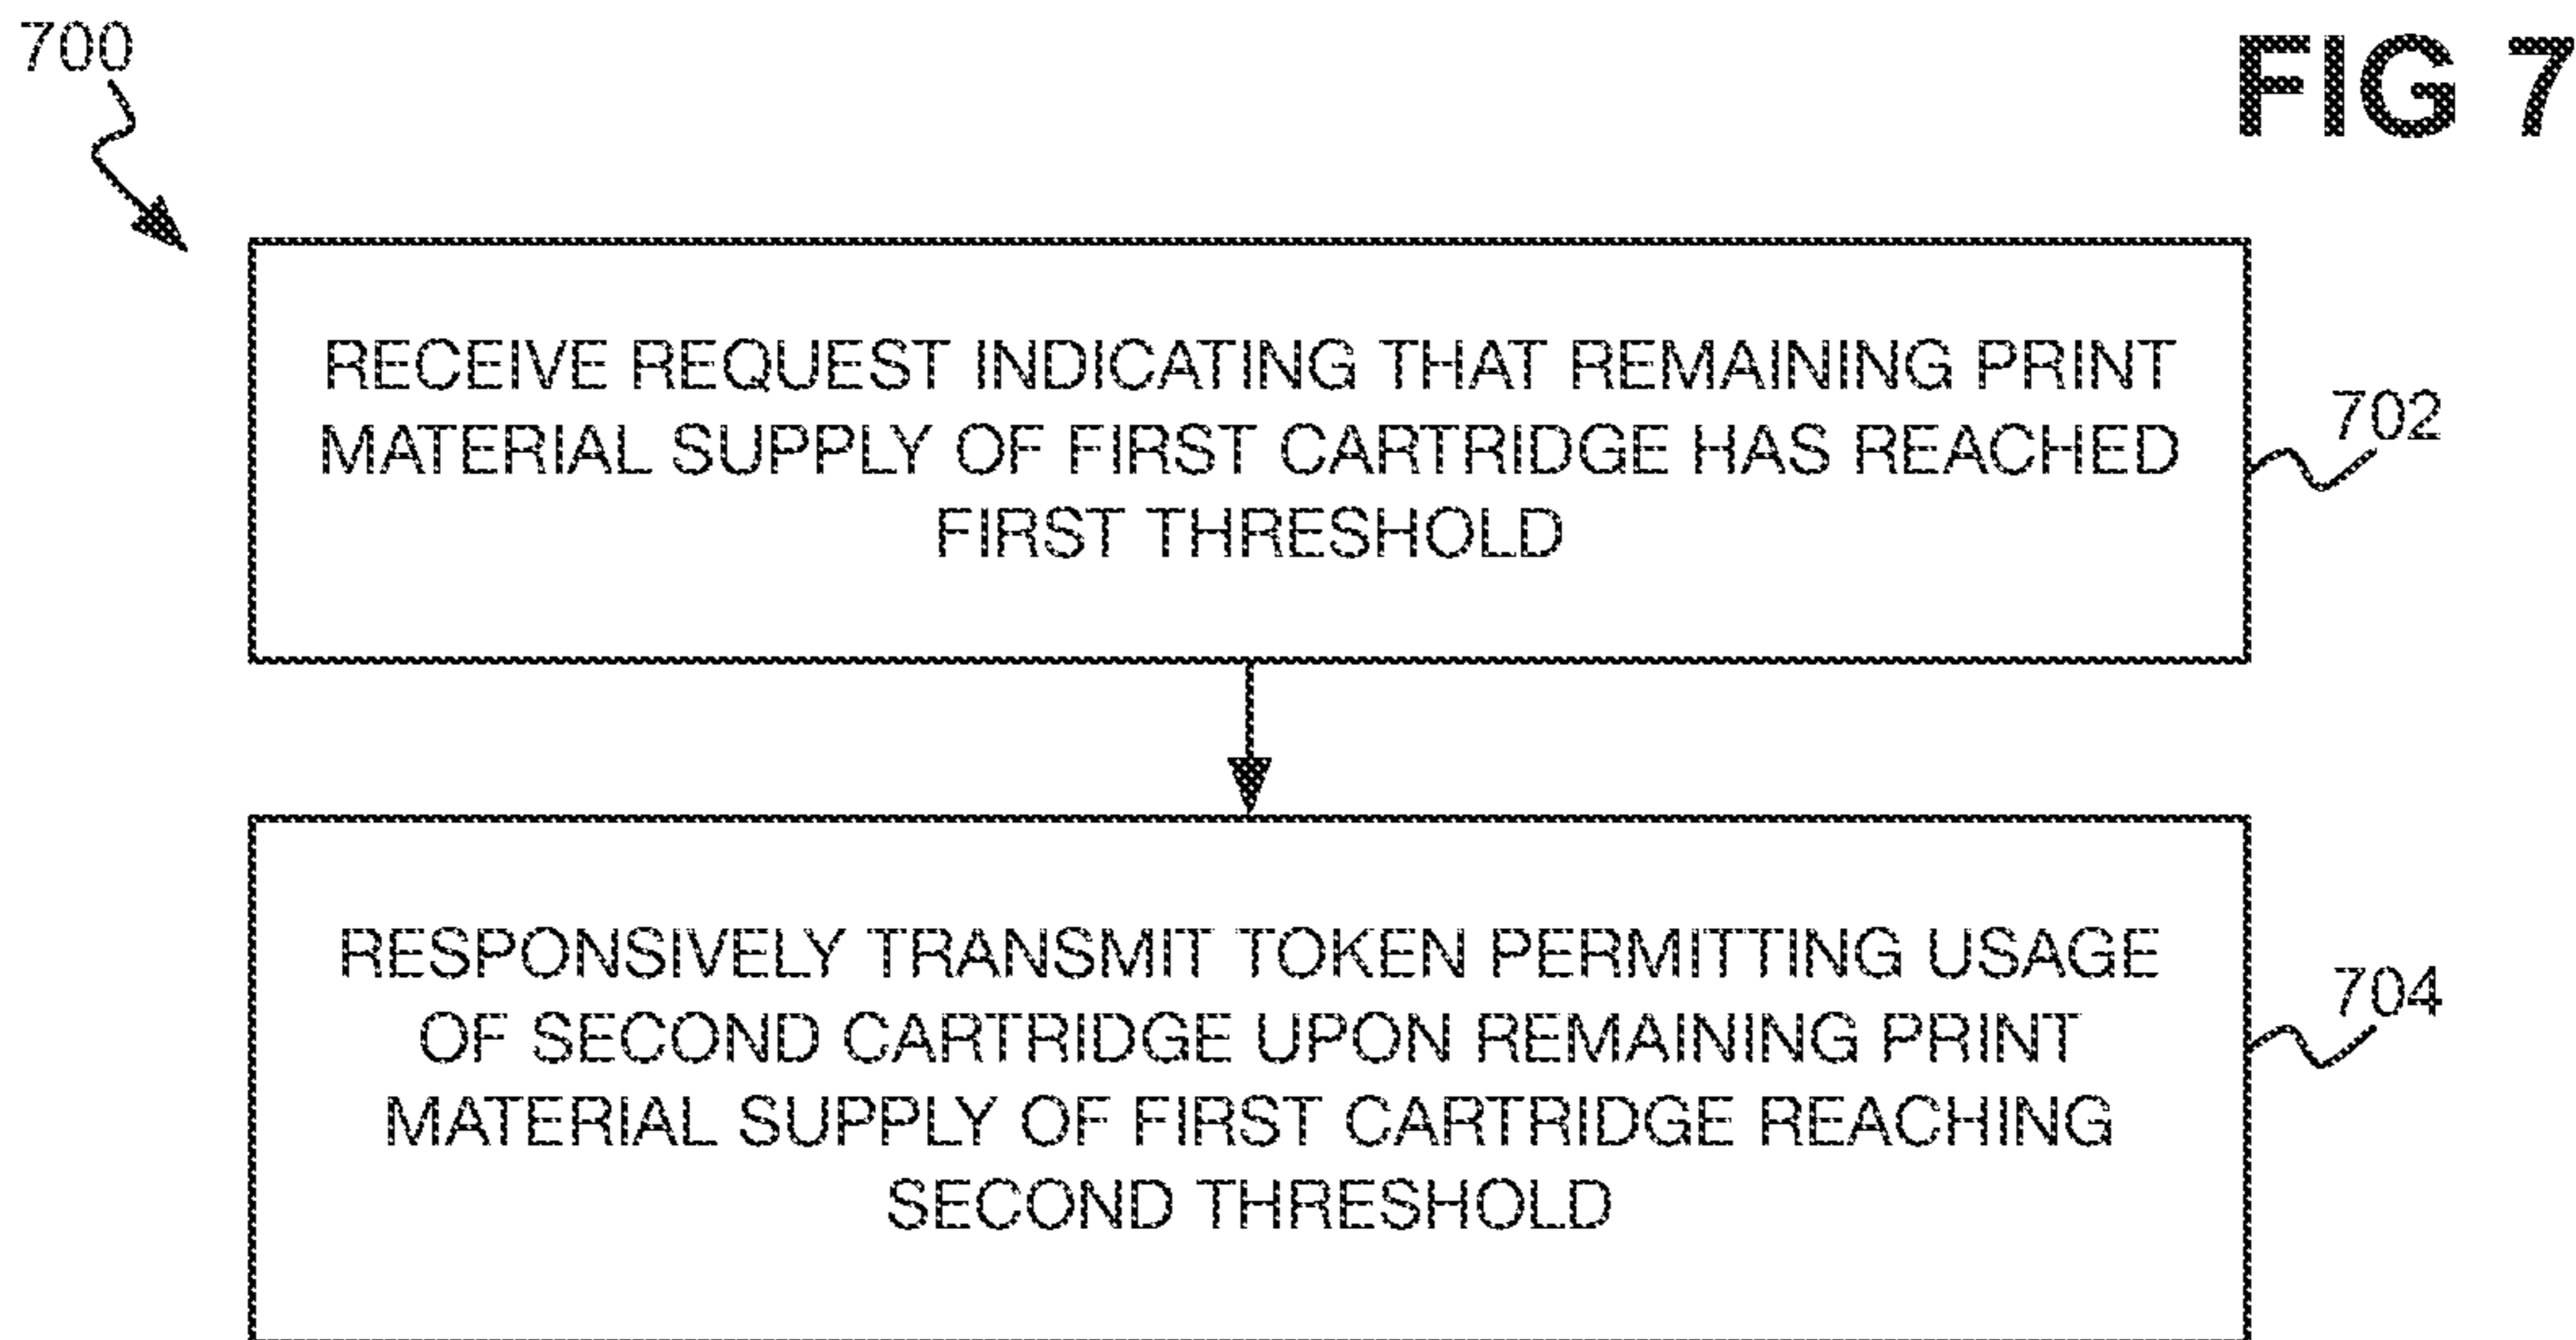 700
FIG 7
RECEIVE REQUEST INDICATING THAT REMAINING PRINT
MATERIAL SUPPLY OF FIRST CARTRIDGE HAS REACHED
FIRST THRESHOLD
702
RESPONSIVELY TRANSMIT TOKEN PERMITTING USAGE
OF SECOND CARTRIDGE UPON REMAINING PRINT
MATERIAL SUPPLY OF FIRST CARTRIDGE REACHING
SECOND THRESHOLD
704